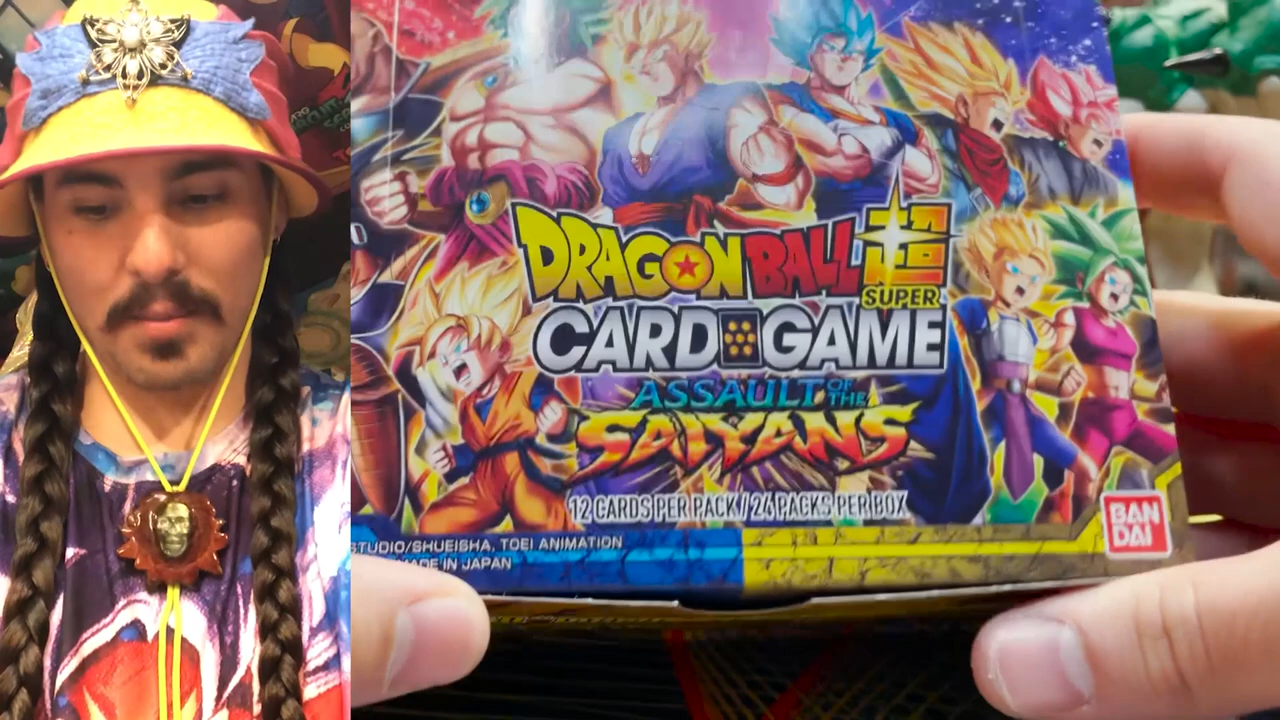 DRAGON BALL 超
SUPER
CARD GAME
ASSAULT OF THE
SAIYANS
12 CARDS PER PACK / 24 PACKS PER BOX
BAN
DAI
STUDIO/SHUEISHA, TOEI ANIMATION
MADE IN JAPAN